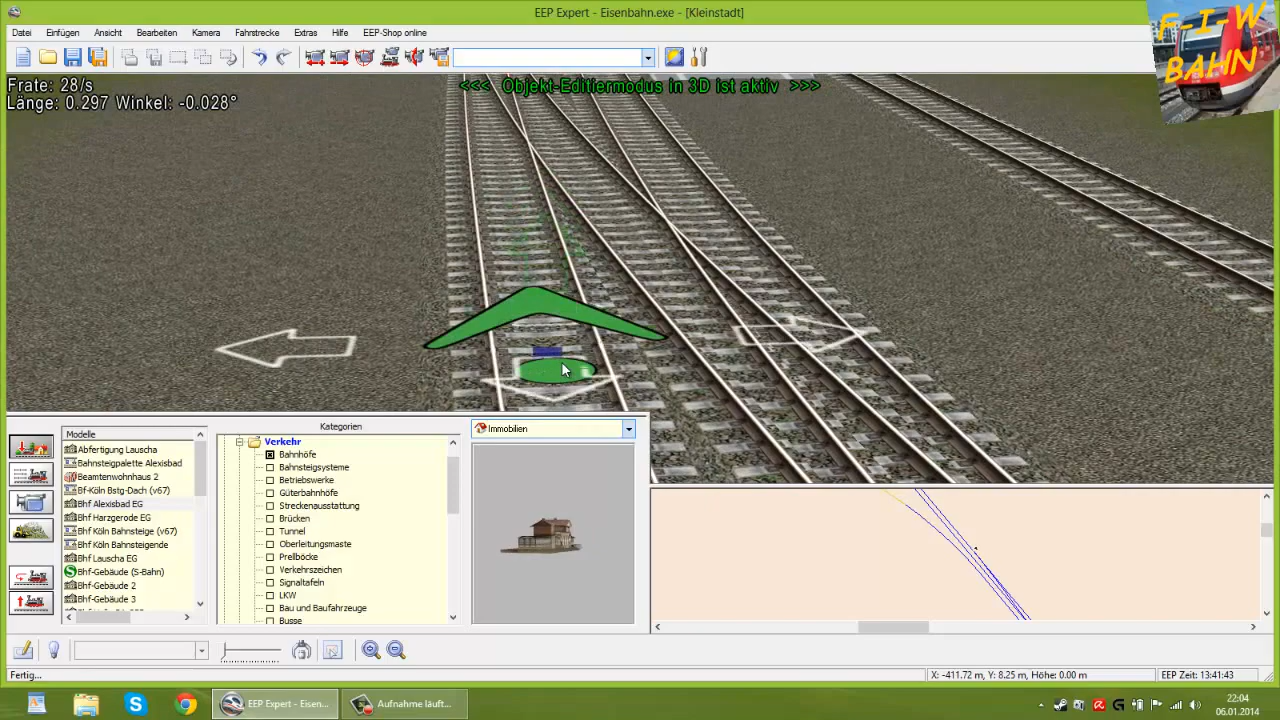 EEP Expert - Eisenbahn.exe - [Kleinstadt]
Datei Einfügen Ansicht Bearbeiten Kamera Fahrstrecke Extras Hilfe EEP-Shop online
F-I-W
BAHN
Frate: 28/s
Länge: 0.297 Winkel: -0.028°
<<< Objekt-Editiermodus in 3D ist aktiv >>>
Modelle
Abfertigung Lauscha
Bahnsteigpalette Alexisbad
Beamtenwohnhaus 2
Bf-Köln Bstg-Dach (v67)
Bhf Alexisbad EG
Bhf Harzgerode EG
Bhf Köln Bahnsteige (v67)
Bhf Köln Bahnsteigende
Bhf Lauscha EG
Bhf-Gebäude (S-Bahn)
Bhf-Gebäude 2
Bhf-Gebäude 3
Kategorien
Verkehr
Bahnhöfe
Bahnsteigsysteme
Betriebswerke
Güterbahnhöfe
Streckenausstattung
Brücken
Tunnel
Oberleitungsmaste
Prellböcke
Verkehrszeichen
Signaltafeln
LKW
Bau und Baufahrzeuge
Busse
Immobilien
Fertig...
X: -411.72 m, Y: 8.25 m, Höhe: 0.00 m
EEP Zeit: 13:41:43
EEP Expert - Eisen...
Aufnahme läuft...
22:04
06.01.2014